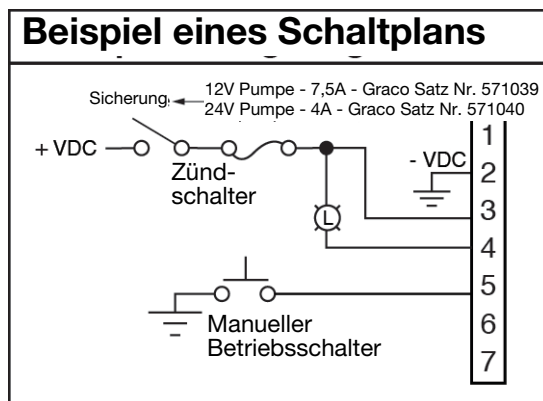 Beispiel eines Schaltplans
12V Pumpe - 7,5A - Graco Satz Nr. 571039
Sicherung
24V Pumpe - 4A - Graco Satz Nr. 571040
1
+ VDC
- VDC
2
Zünd-
schalter
L
3
4
5
Manueller
Betriebsschalter
6
7